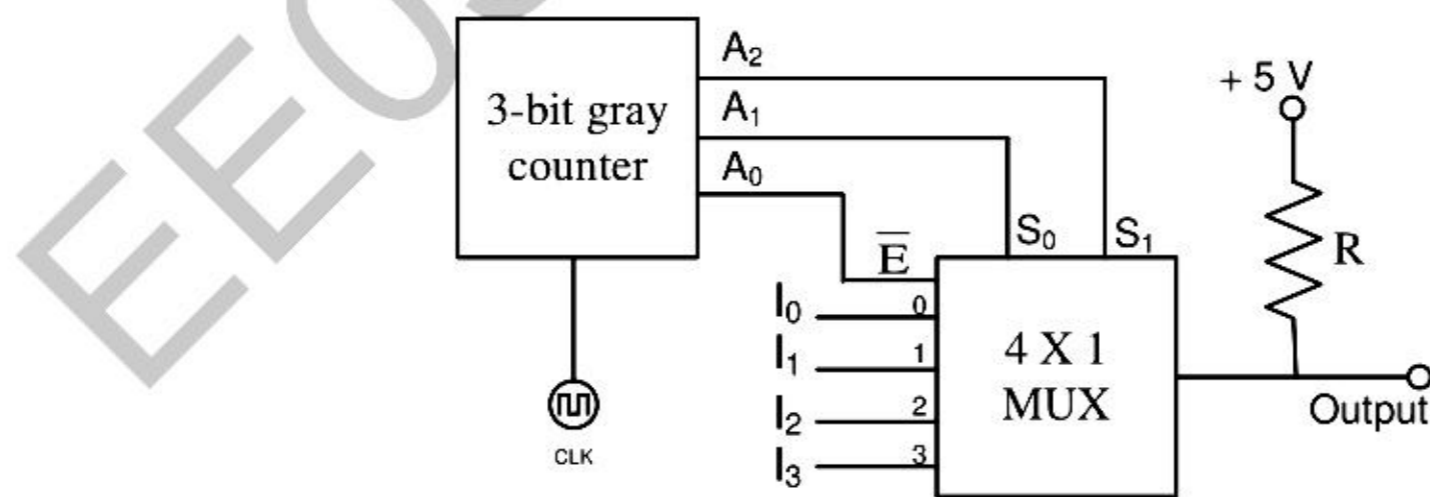 EE
3-bit gray
counter
A₂
A₁
A₀
CLK
E̅
S₀
S₁
I₀
I₁
I₂
I₃
0
1
2
3
4 X 1
MUX
+ 5 V
R
Output